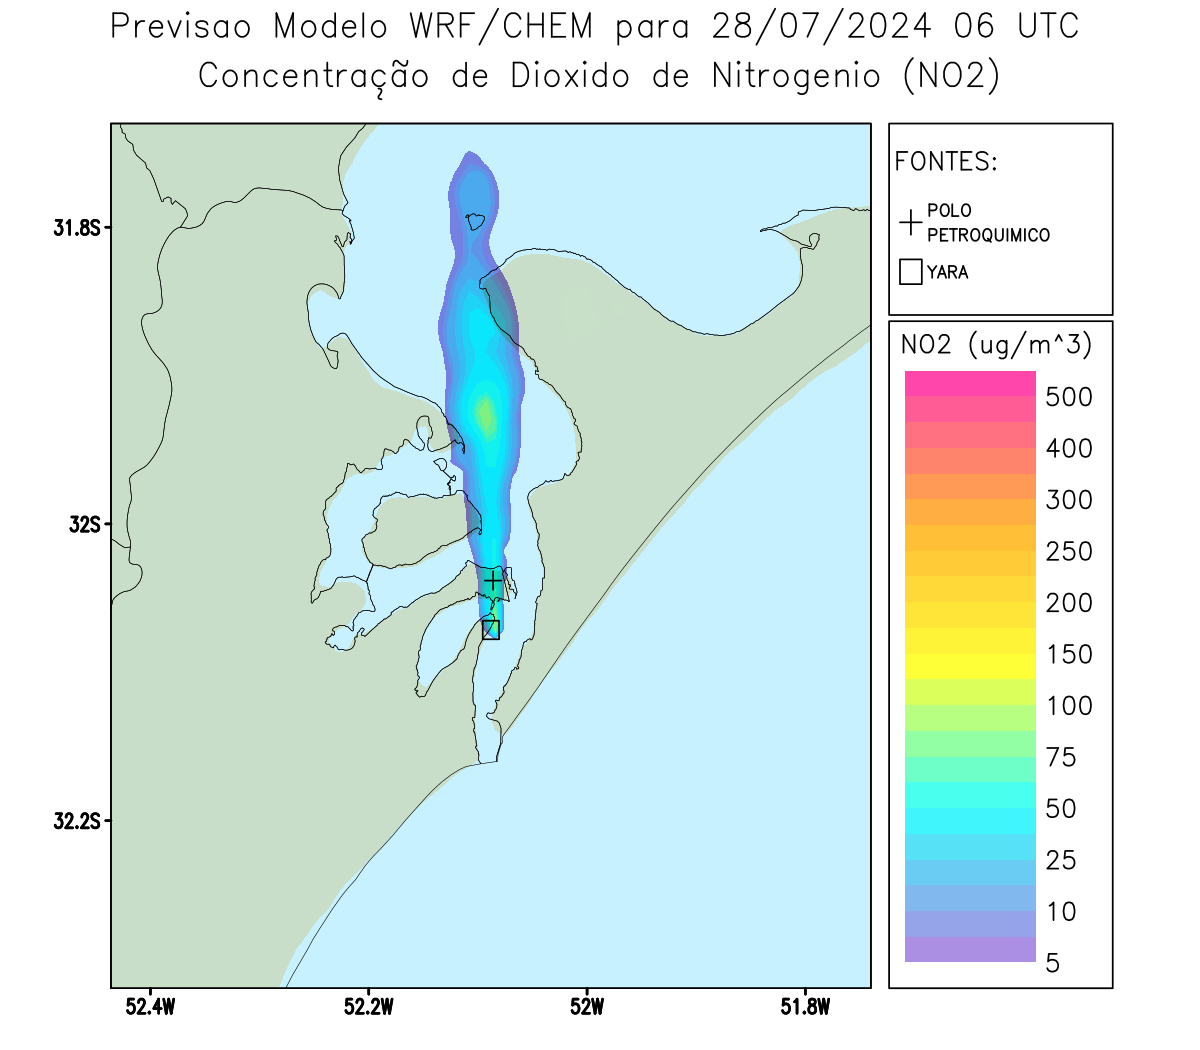 Previsao Modelo WRF/CHEM para 28/07/2024 06 UTC
Concentração de Dioxido de Nitrogenio (NO2)
FONTES:
POLO
PETROQUIMICO
YARA
31.8S
32S
32.2S
52.4W
52.2W
52W
51.8W
NO2 (ug/m^3)
500
400
300
250
200
150
100
75
50
25
10
5